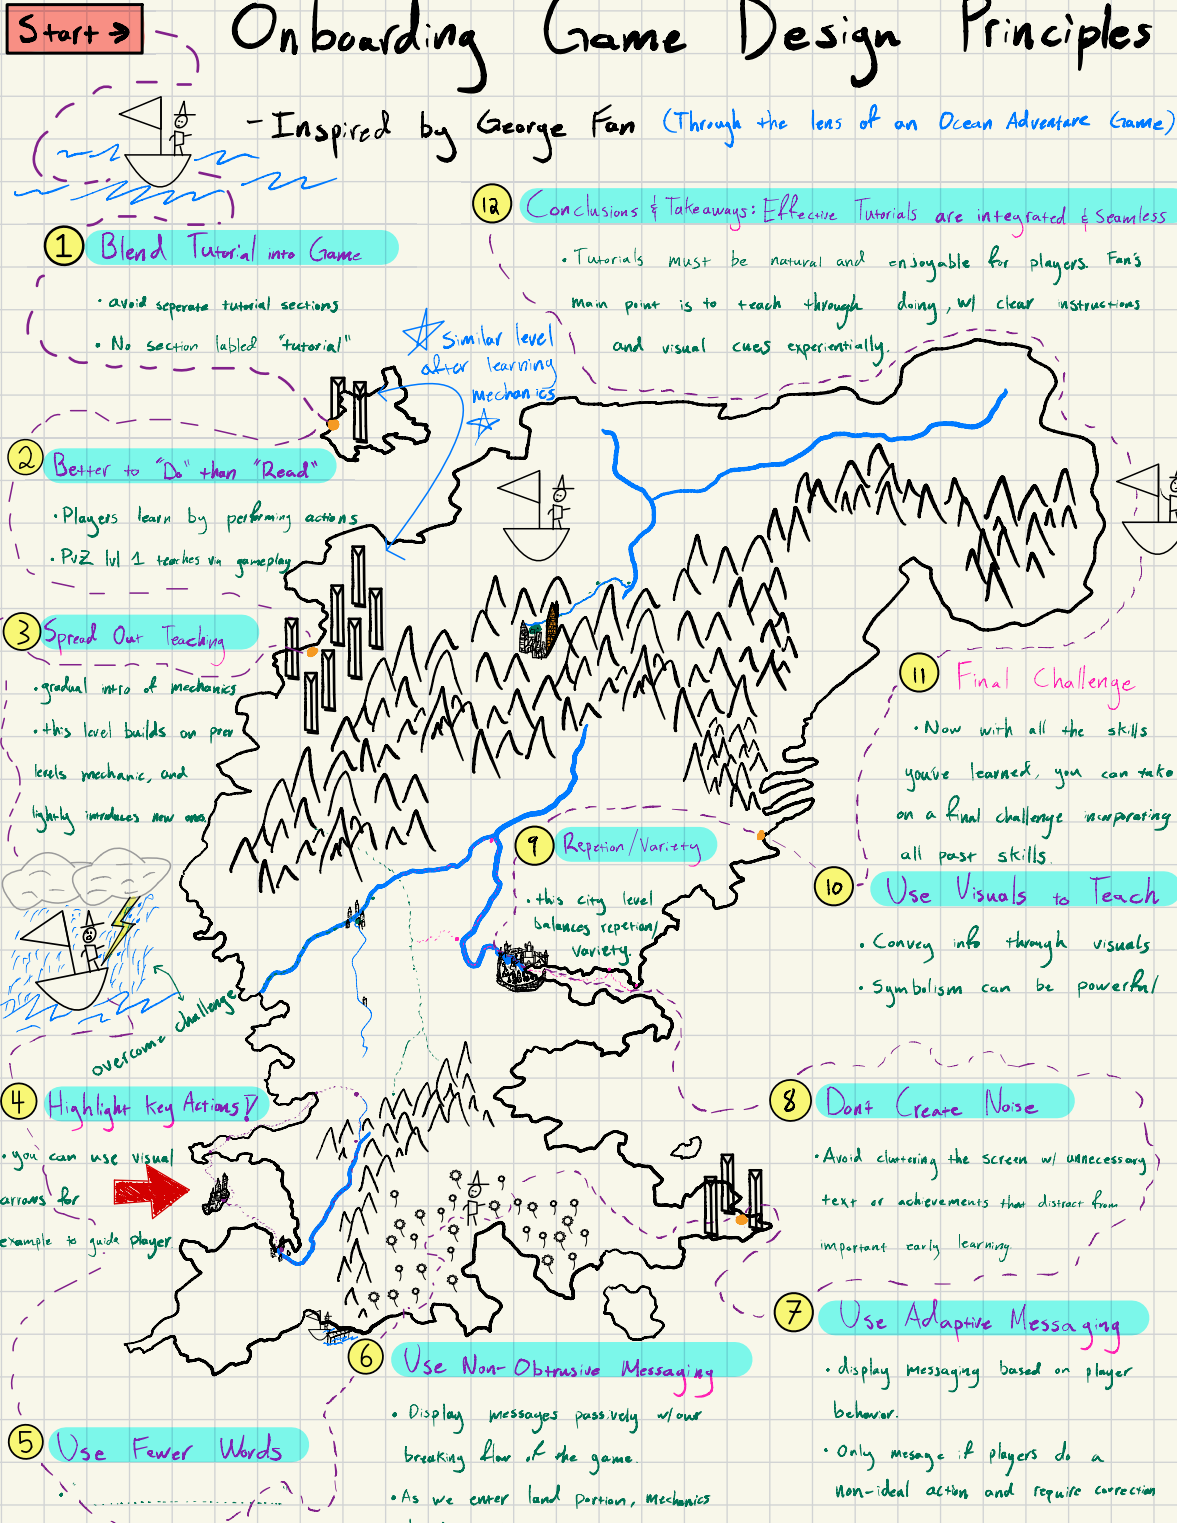 Start →
Onboarding Game Design Principles
- Inspired by George Fan (Through the lens of an Ocean Adventure Game)
1 Blend Tutorial into Game
• avoid seperate tutorial sections
• No section labled "tutorial"
☆ Similar level
after learning
mechanics
☆
2 Better to "Do" than "Read"
• Players learn by performing actions
• PvZ lvl 1 teaches via gameplay
3 Spread Out Teaching
• gradual intro of mechanics
• this level builds on prev
levels mechanic, and
lightly introduces new ones
overcome challenge
4 Highlight Key Actions!
• you can use visual
arrows for
example to guide player
5 Use Fewer Words
•
6 Use Non-Obtrusive Messaging
• Display messages passively w/out
breaking flow of the game.
• As we enter land portion, mechanics
7 Use Adaptive Messaging
• display messaging based on player
behavior.
• Only mesage if players do a
non-ideal action and require correction
8 Dont Create Noise
• Avoid cluttering the screen w/ unnecessary
text or achievements that distract from
important early learning.
9 Repetion/Variety
• this city level
balances repetion/
variety.
10 Use Visuals to Teach
• Convey info through visuals
• Symbolism can be powerful
11 Final Challenge
• Now with all the skills
you've learned, you can take
on a final challenge incorporating
all past skills.
12 Conclusions & Takeaways: Effective Tutorials are integrated & Seamless
• Tutorials must be natural and enjoyable for players. Fan's
main point is to teach through doing, w/ clear instructions
and visual cues experientially.